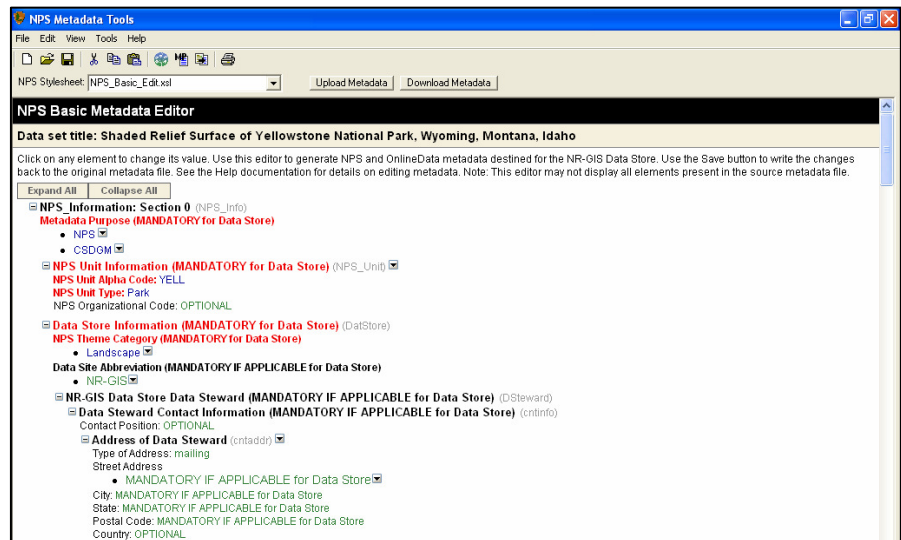 NPS Metadata Tools
File Edit View Tools Help
NPS Stylesheet: NPS_Basic_Edit.xsl Upload Metadata Download Metadata
NPS Basic Metadata Editor
Data set title: Shaded Relief Surface of Yellowstone National Park, Wyoming, Montana, Idaho
Click on any element to change its value. Use this editor to generate NPS and OnlineData metadata destined for the NR-GIS Data Store. Use the Save button to write the changes
back to the original metadata file. See the Help documentation for details on editing metadata. Note: This editor may not display all elements present in the source metadata file.
Expand All Collapse All
NPS_Information: Section 0 (NPS_Info)
Metadata Purpose (MANDATORY for Data Store)
• NPS
• CSDGM
NPS Unit Information (MANDATORY for Data Store) (NPS_Unit)
NPS Unit Alpha Code: YELL
NPS Unit Type: Park
NPS Organizational Code: OPTIONAL
Data Store Information (MANDATORY for Data Store) (DatStore)
NPS Theme Category (MANDATORY for Data Store)
• Landscape
Data Site Abbreviation (MANDATORY IF APPLICABLE for Data Store)
• NR-GIS
NR-GIS Data Store Data Steward (MANDATORY IF APPLICABLE for Data Store) (DSteward)
Data Steward Contact Information (MANDATORY IF APPLICABLE for Data Store) (cntinfo)
Contact Position: OPTIONAL
Address of Data Steward (cntaddr)
Type of Address: mailing
Street Address
• MANDATORY IF APPLICABLE for Data Store
City: MANDATORY IF APPLICABLE for Data Store
State: MANDATORY IF APPLICABLE for Data Store
Postal Code: MANDATORY IF APPLICABLE for Data Store
Country: OPTIONAL